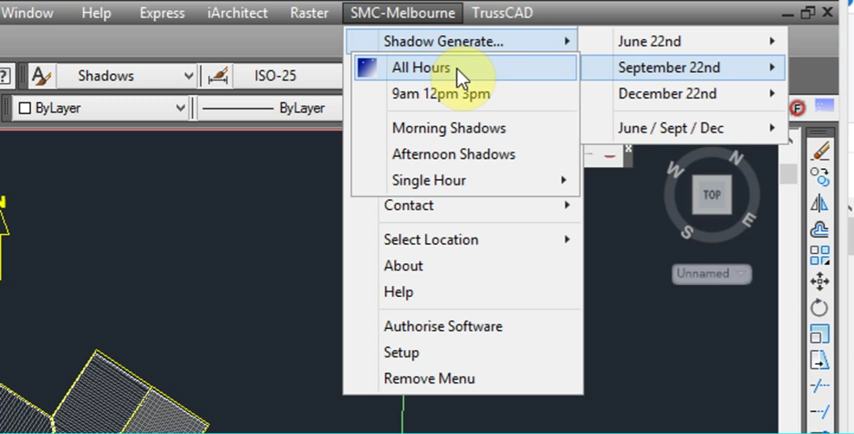 Window Help Express iArchitect Raster SMC-Melbourne TrussCAD
Shadow Generate... June 22nd
Shadows ISO-25 All Hours September 22nd
ByLayer ByLayer 9am 12pm 3pm December 22nd
Morning Shadows June / Sept / Dec
Afternoon Shadows
Single Hour
Contact
Select Location
About
Help
Authorise Software
Setup
Remove Menu
N
W TOP E
S
Unnamed
N